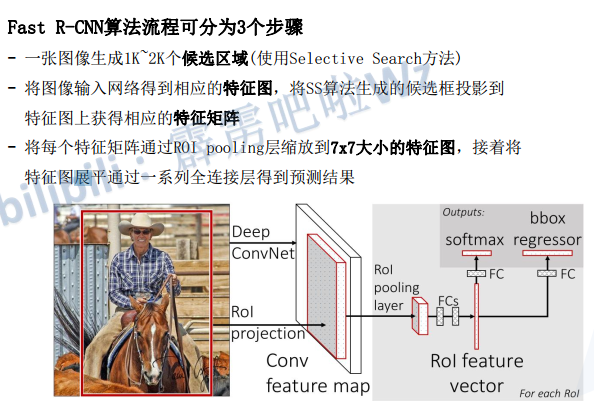 Fast R-CNN算法流程可分为3个步骤
- 一张图像生成1K~2K个候选区域(使用Selective Search方法)
- 将图像输入网络得到相应的特征图，将SS算法生成的候选框投影到
特征图上获得相应的特征矩阵
- 将每个特征矩阵通过ROI pooling层缩放到7x7大小的特征图，接着将
特征图展平通过一系列全连接层得到预测结果
bilibili：霹雳吧啦Wz
Deep
ConvNet
RoI
projection
Conv
feature map
RoI
pooling
layer
FCs
RoI feature
vector
Outputs:
softmax
bbox
regressor
FC
FC
For each RoI